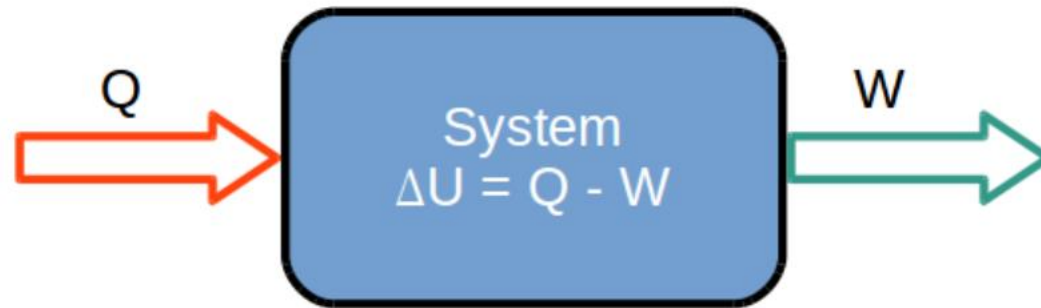 Q
W
System
ΔU = Q - W